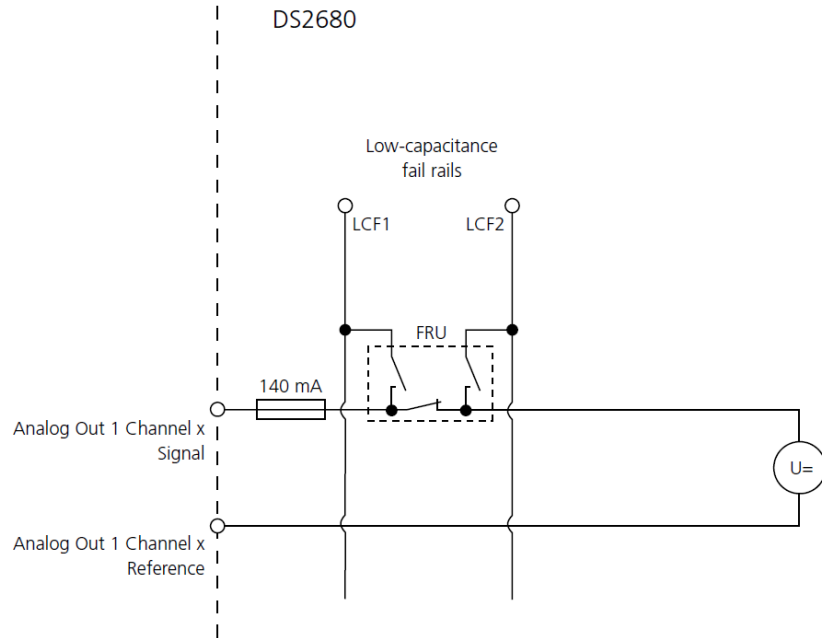 DS2680
Low-capacitance
fail rails
LCF1
LCF2
FRU
140 mA
Analog Out 1 Channel x
Signal
U=
Analog Out 1 Channel x
Reference